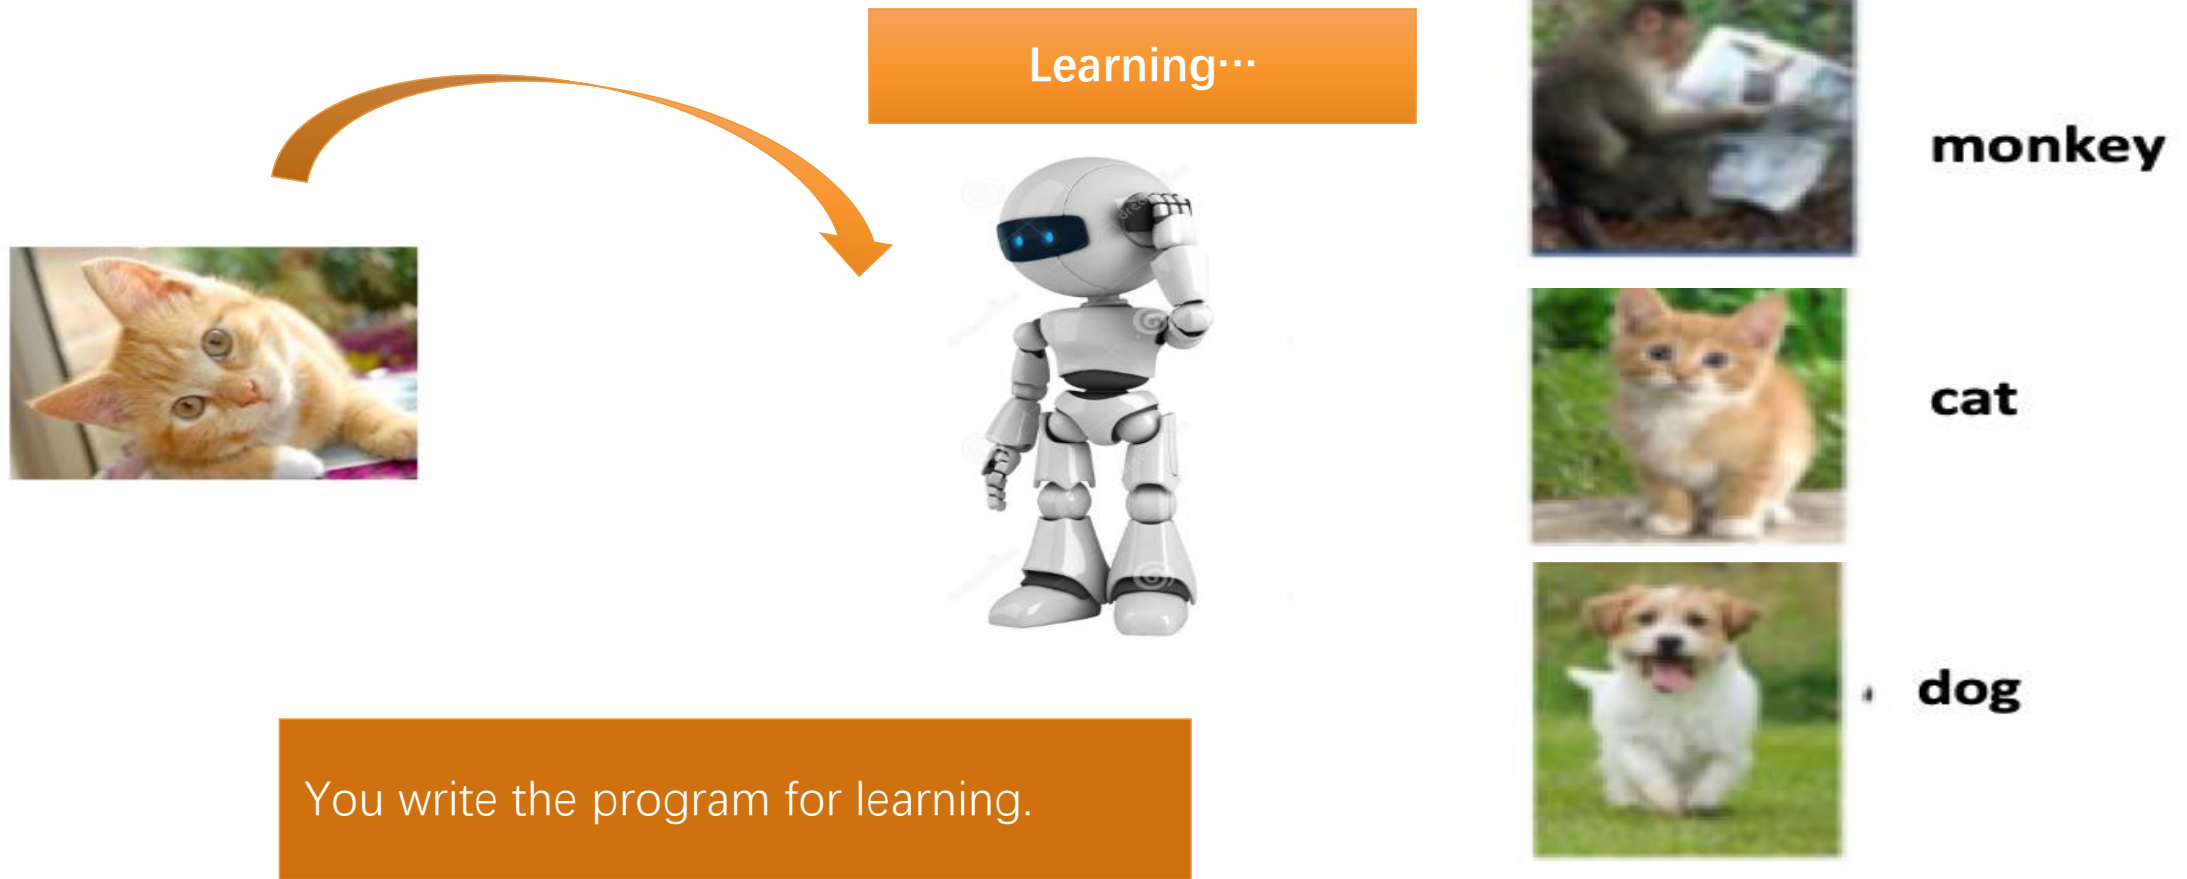 Learning…
monkey
cat
dog
You write the program for learning.